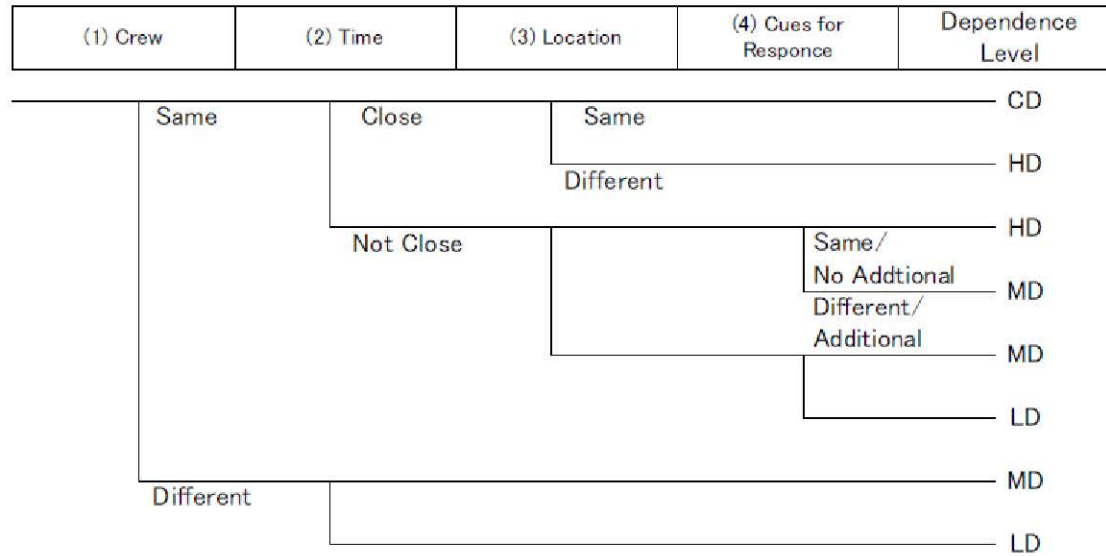 (1) Crew
(2) Time
(3) Location
(4) Cues for
Responce
Dependence
Level
Same
Close
Same
CD
Different
HD
Not Close
HD
Same/
No Addtional
MD
Different/
Additional
MD
LD
Different
MD
LD